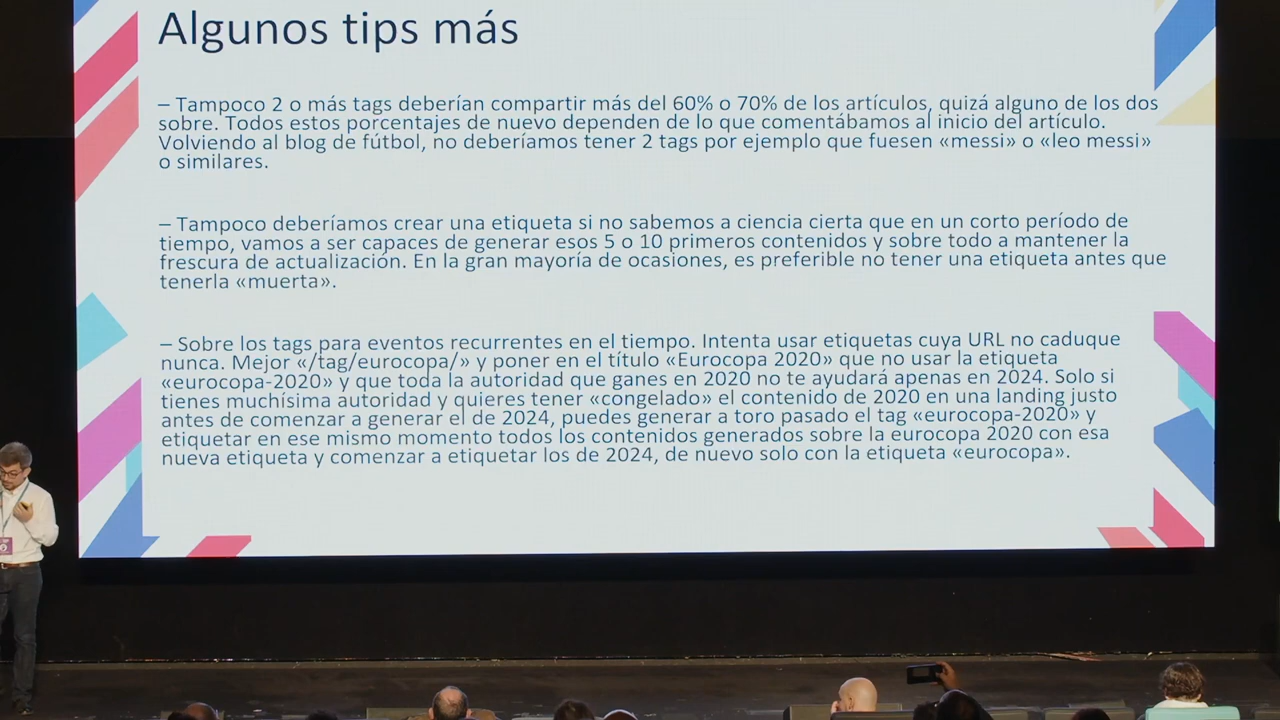 Algunos tips más
– Tampoco 2 o más tags deberían compartir más del 60% o 70% de los artículos, quizá alguno de los dos
sobre. Todos estos porcentajes de nuevo dependen de lo que comentábamos al inicio del artículo.
Volviendo al blog de fútbol, no deberíamos tener 2 tags por ejemplo que fuesen «messi» o «leo messi»
o similares.
– Tampoco deberíamos crear una etiqueta si no sabemos a ciencia cierta que en un corto período de
tiempo, vamos a ser capaces de generar esos 5 o 10 primeros contenidos y sobre todo a mantener la
frescura de actualización. En la gran mayoría de ocasiones, es preferible no tener una etiqueta antes que
tenerla «muerta».
– Sobre los tags para eventos recurrentes en el tiempo. Intenta usar etiquetas cuya URL no caduque
nunca. Mejor «/tag/eurocopa/» y poner en el título «Eurocopa 2020» que no usar la etiqueta
«eurocopa-2020» y que toda la autoridad que ganes en 2020 no te ayudará apenas en 2024. Solo si
tienes muchísima autoridad y quieres tener «congelado» el contenido de 2020 en una landing justo
antes de comenzar a generar el de 2024, puedes generar a toro pasado el tag «eurocopa-2020» y
etiquetar en ese mismo momento todos los contenidos generados sobre la eurocopa 2020 con esa
nueva etiqueta y comenzar a etiquetar los de 2024, de nuevo solo con la etiqueta «eurocopa».